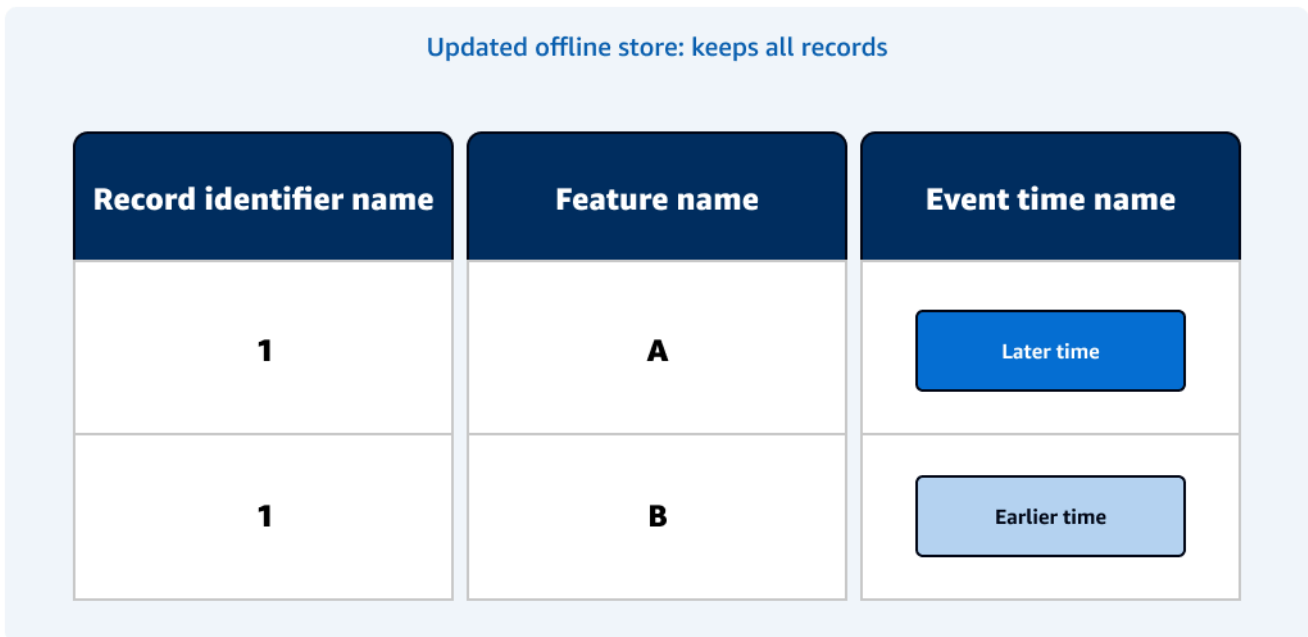 Updated offline store: keeps all records
Record identifier name Feature name Event time name
1 A Later time
1 B Earlier time